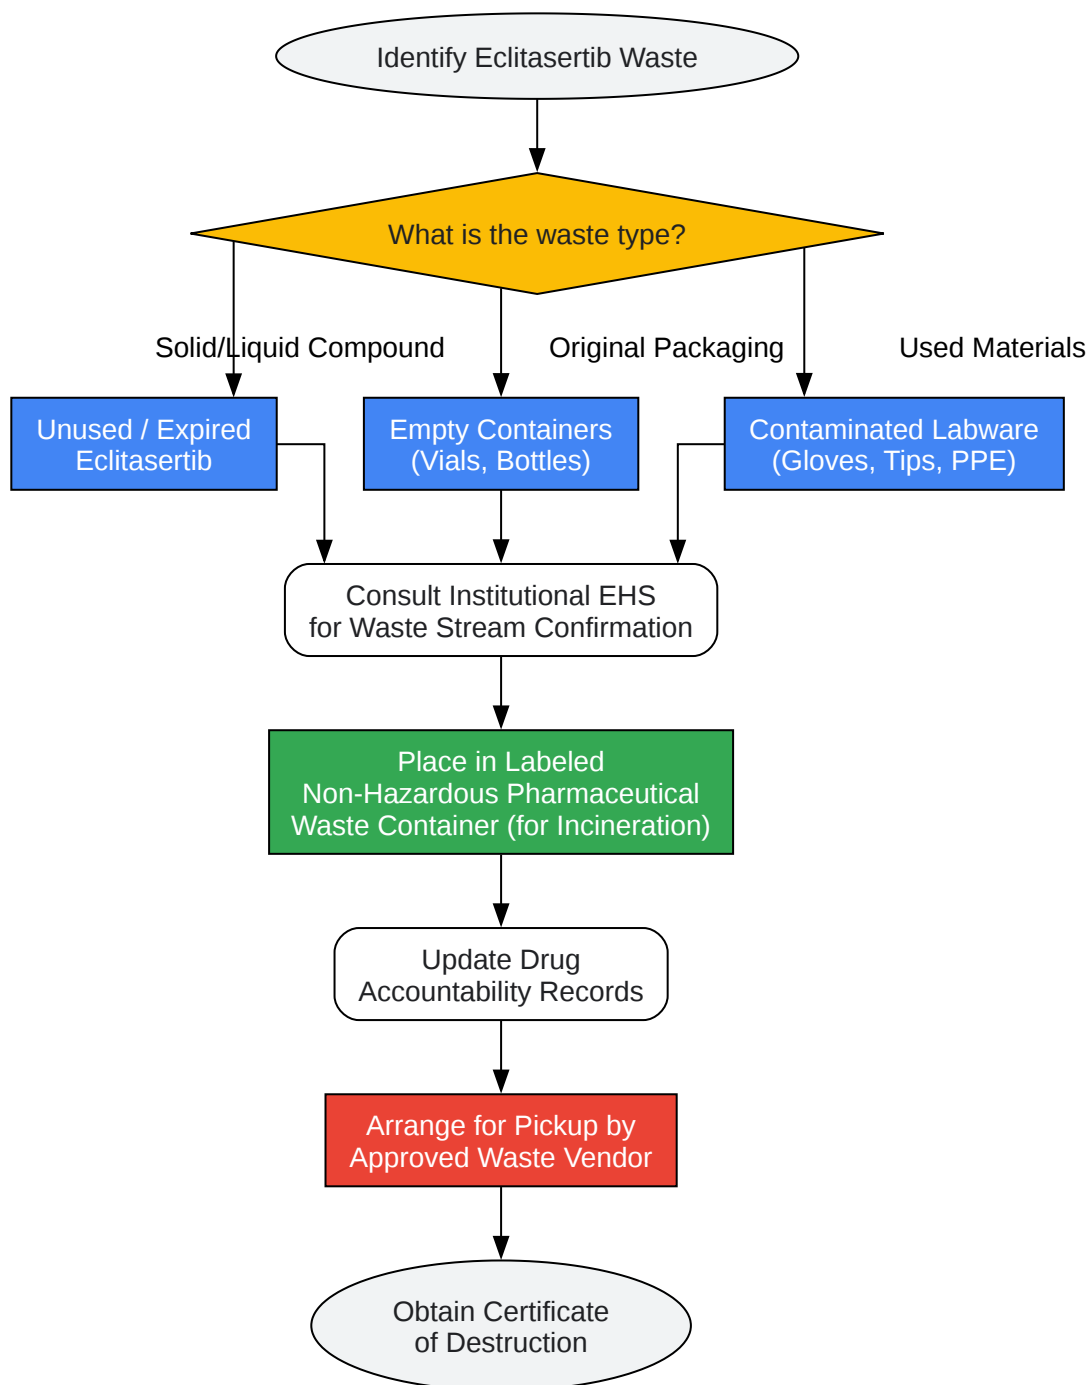 Identify Eclitasertib Waste
What is the waste type?
Solid/Liquid Compound
Original Packaging
Used Materials
Unused / Expired
Eclitasertib
Empty Containers
(Vials, Bottles)
Contaminated Labware
(Gloves, Tips, PPE)
Consult Institutional EHS
for Waste Stream Confirmation
Place in Labeled
Non-Hazardous Pharmaceutical
Waste Container (for Incineration)
Update Drug
Accountability Records
Arrange for Pickup by
Approved Waste Vendor
Obtain Certificate
of Destruction